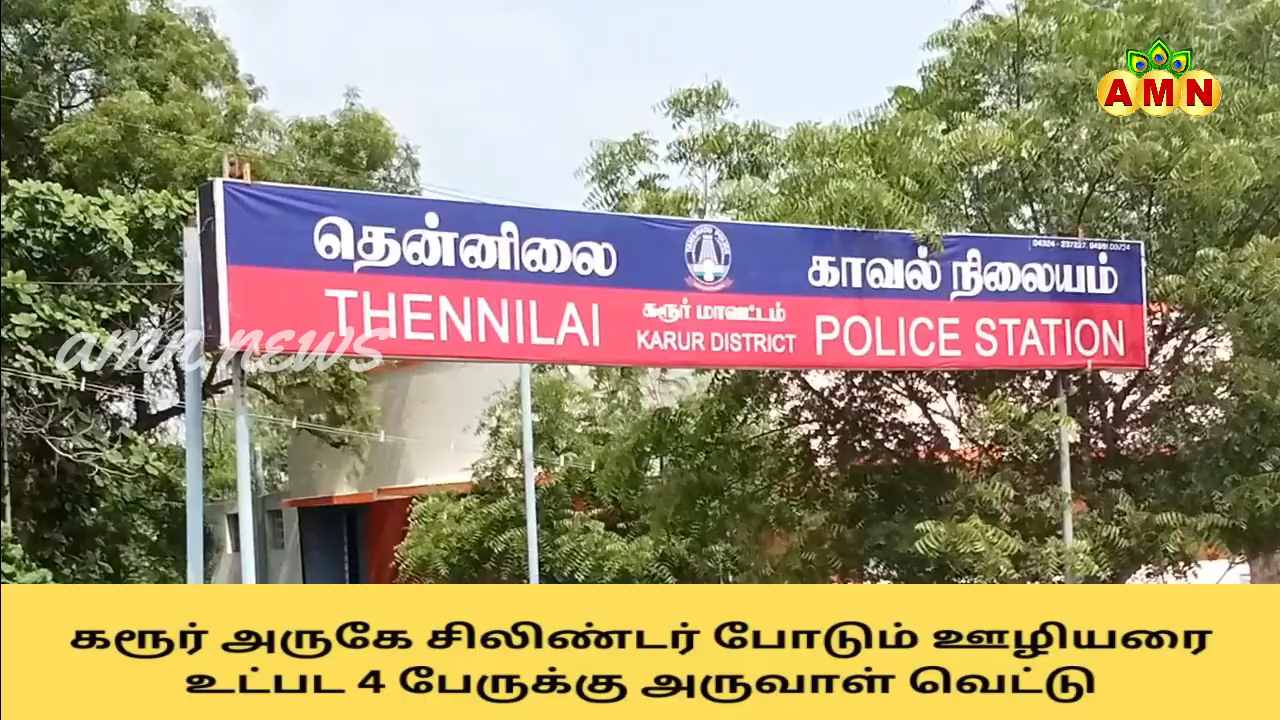 AMN
தென்னிலை காவல் நிலையம்
THENNILAI கரூர் மாவட்டம் POLICE STATION
KARUR DISTRICT
amn news
கரூர் அருகே சிலிண்டர் போடும் ஊழியரை
உட்பட 4 பேருக்கு அருவாள் வெட்டு